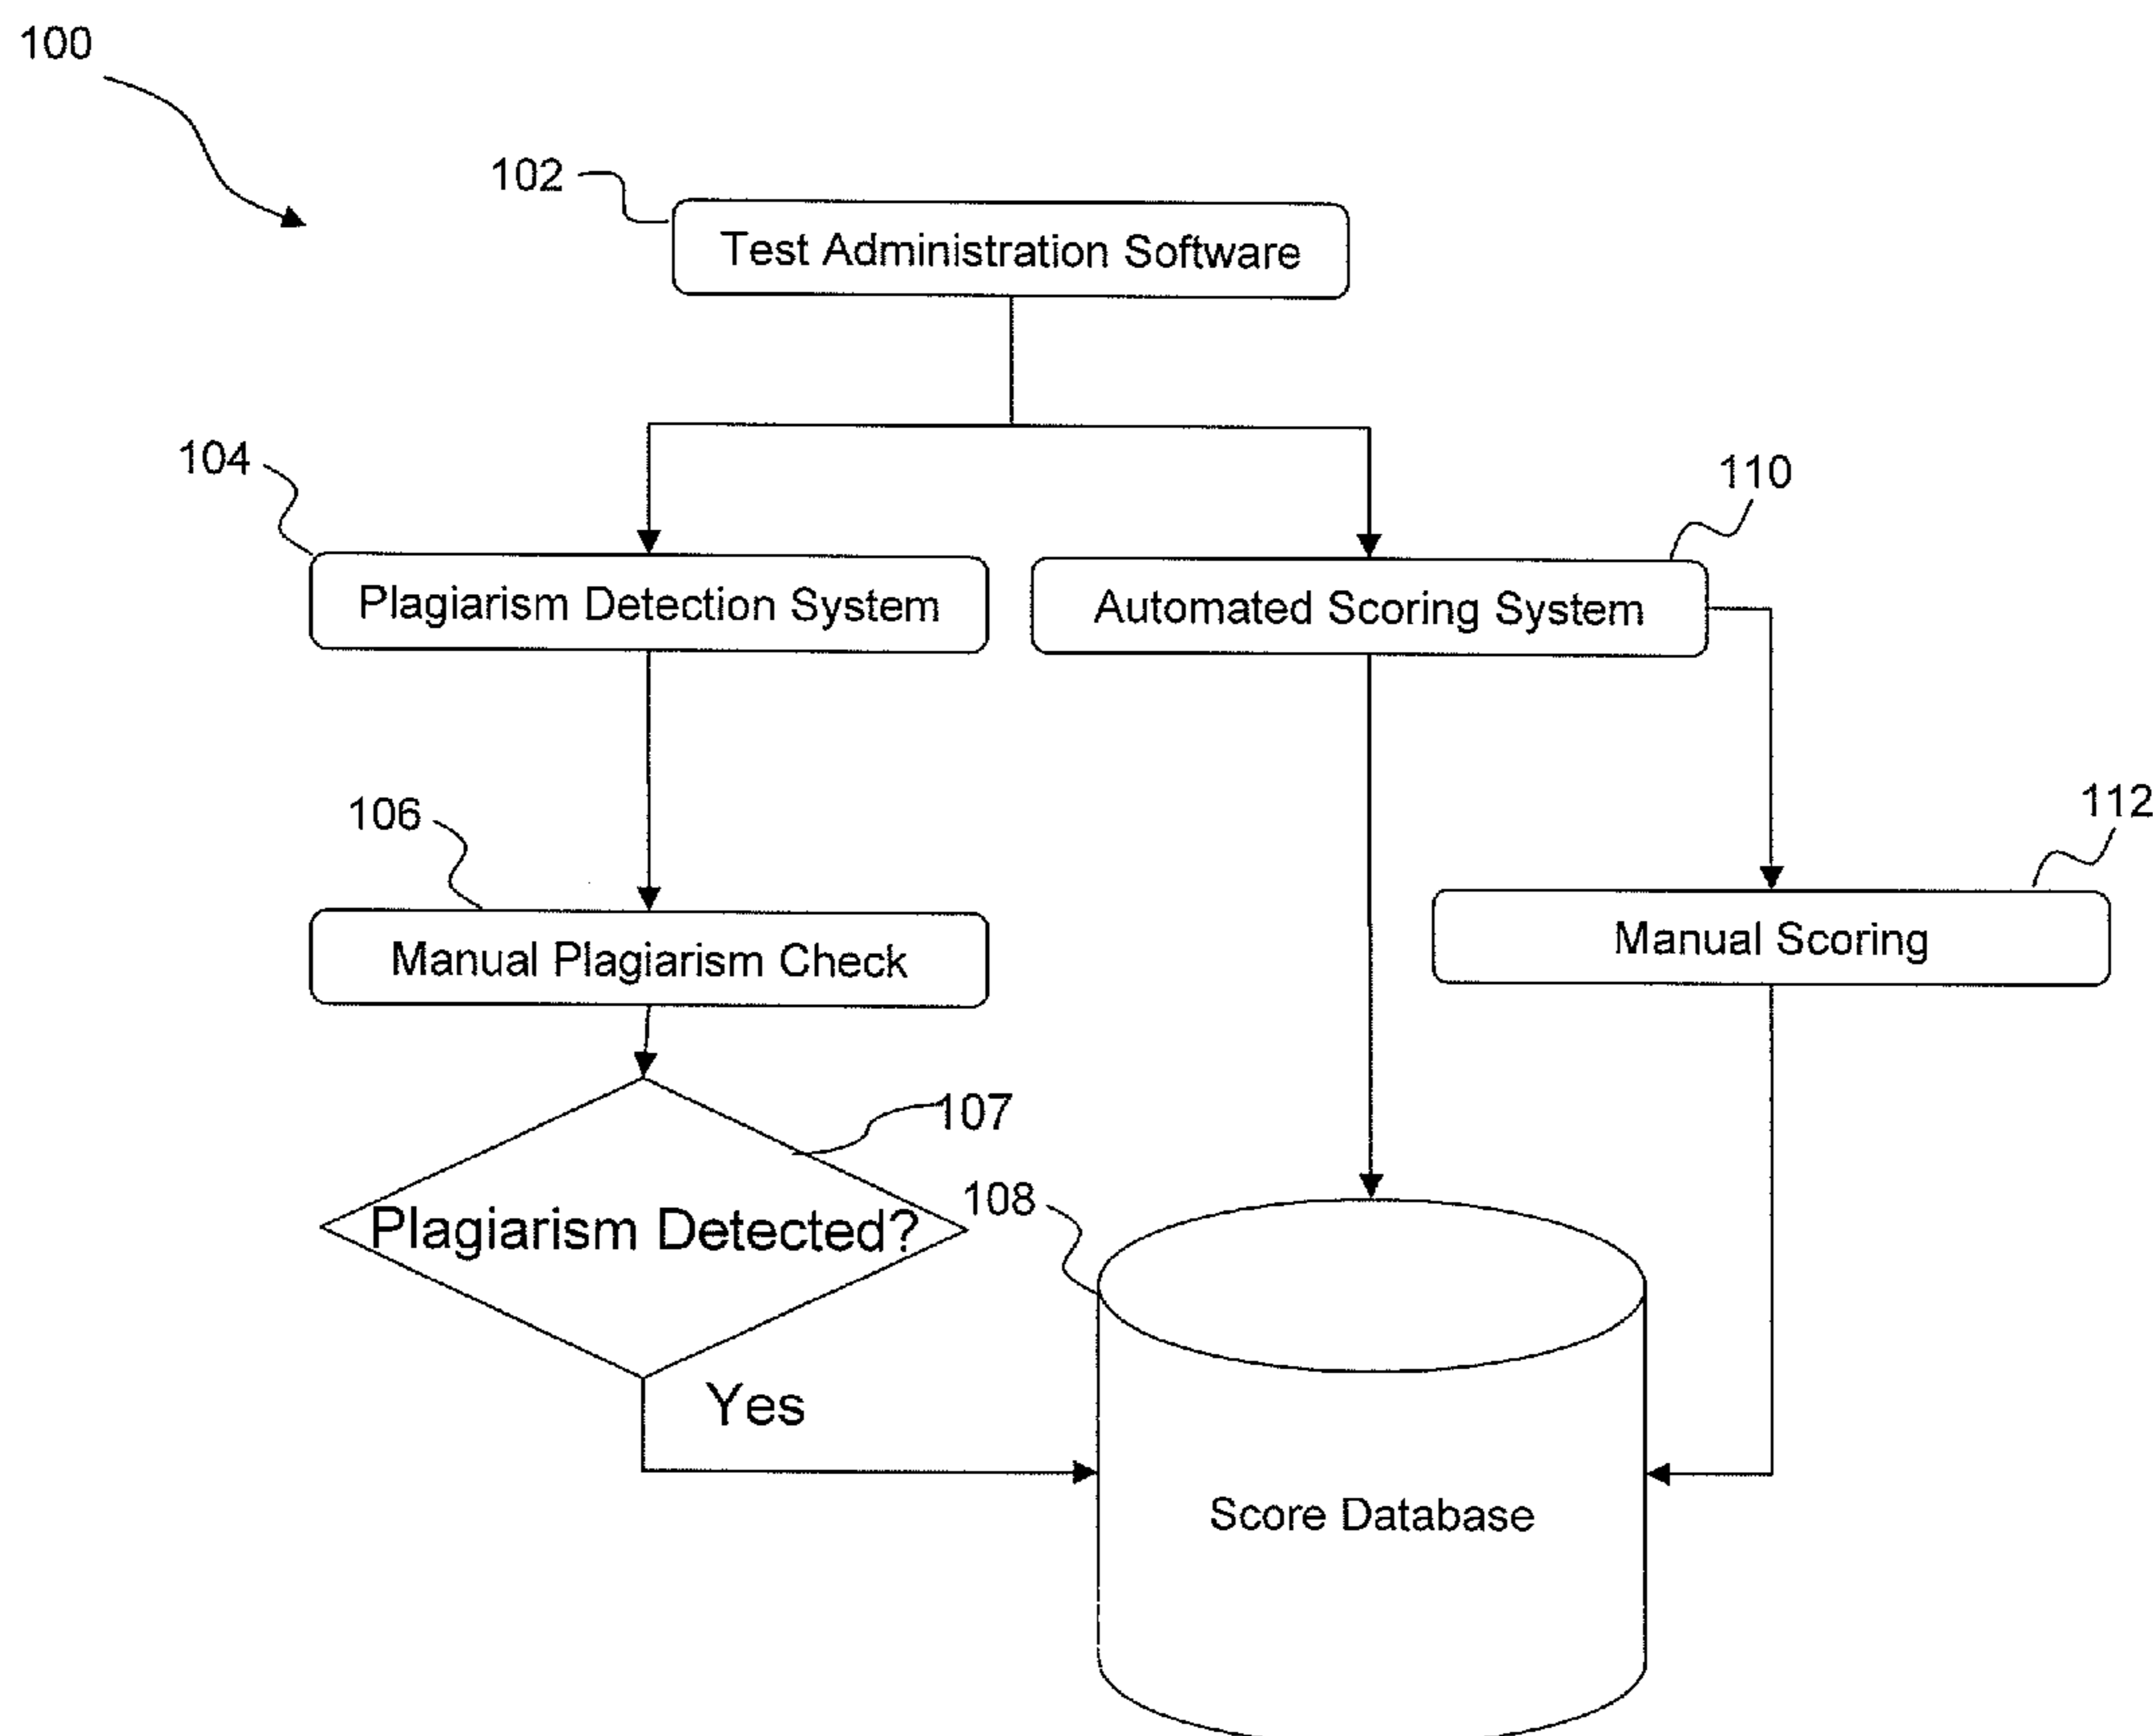 100
102
Test Administration Software
104
110
Plagiarism Detection System
Automated Scoring System
106
112
Manual Plagiarism Check
Manual Scoring
107
108
Plagiarism Detected?
Yes
Score Database